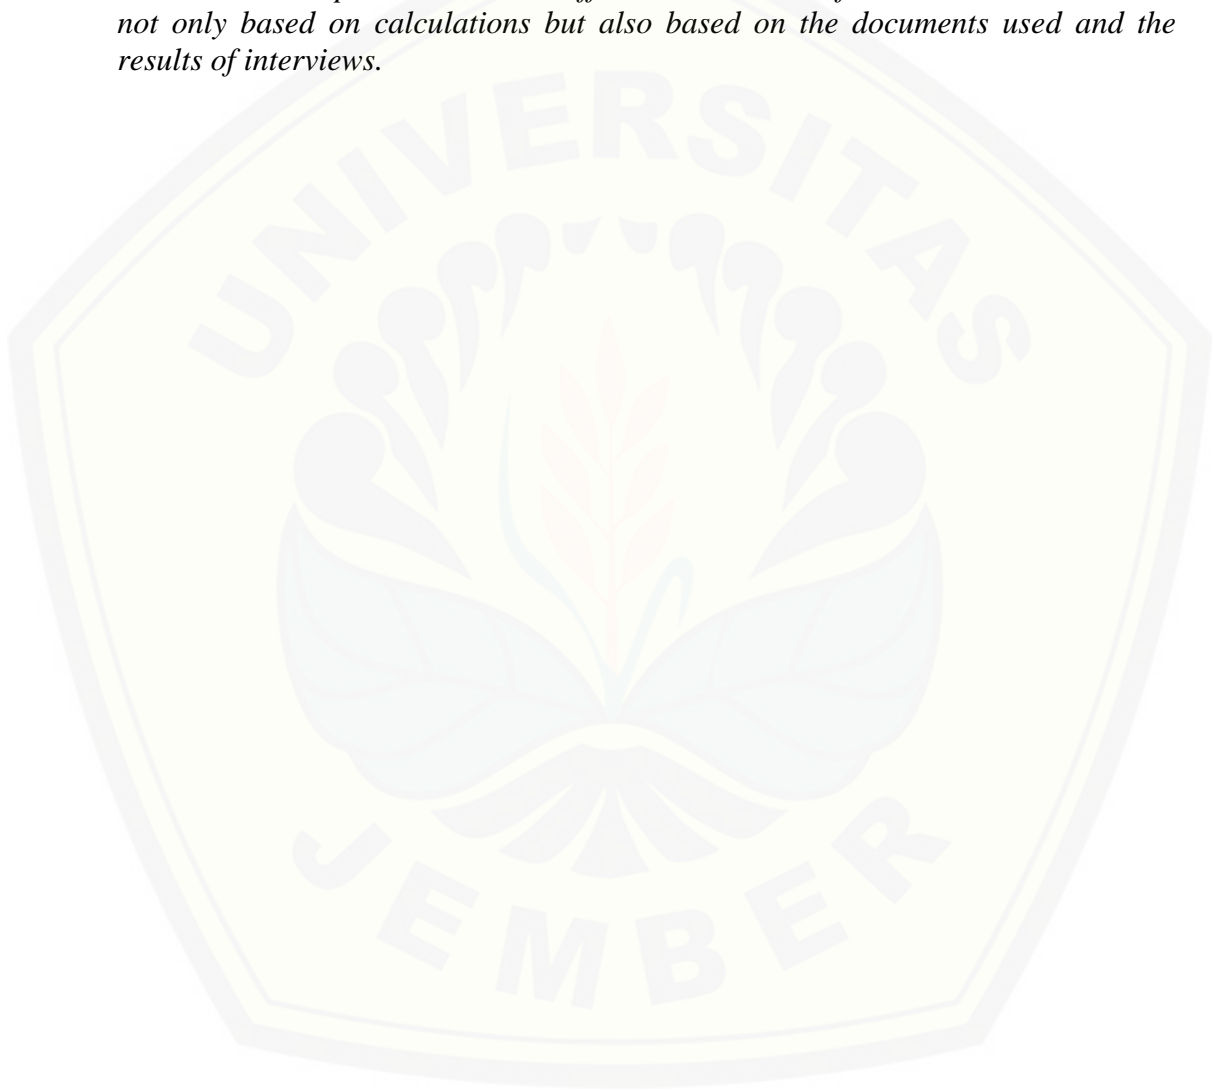 not only based on calculations but also based on the documents used and the
results of interviews.
UNIVERSITAS
JEMBER